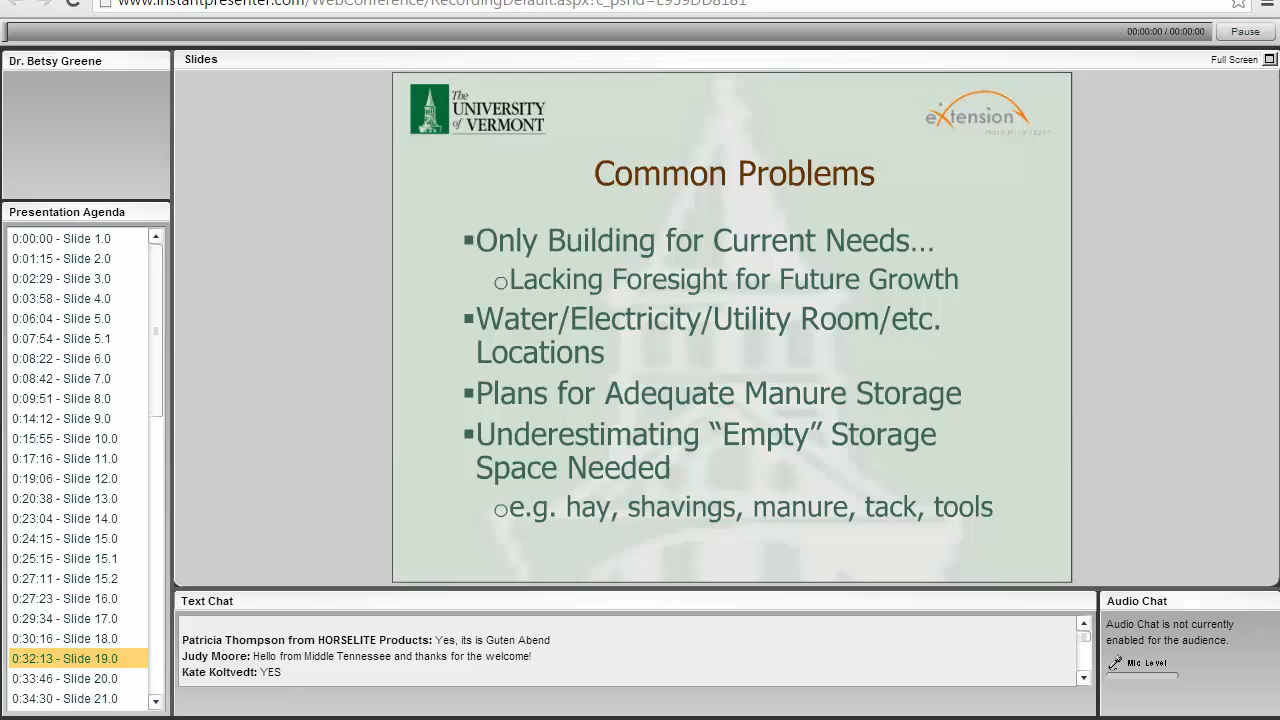 www.instantpresenter.com/WebConference/RecordingDefault.aspx?c_psrid=E959DD8181
00:00:00 / 00:00:00
Pause
Dr. Betsy Greene
Slides
Full Screen
The
UNIVERSITY
of VERMONT
eXtension
Common Problems
▪Only Building for Current Needs…
oLacking Foresight for Future Growth
▪Water/Electricity/Utility Room/etc.
Locations
▪Plans for Adequate Manure Storage
▪Underestimating “Empty” Storage
Space Needed
oe.g. hay, shavings, manure, tack, tools
Presentation Agenda
0:00:00 - Slide 1.0
0:01:15 - Slide 2.0
0:02:29 - Slide 3.0
0:03:58 - Slide 4.0
0:06:04 - Slide 5.0
0:07:54 - Slide 5.1
0:08:22 - Slide 6.0
0:08:42 - Slide 7.0
0:09:51 - Slide 8.0
0:14:12 - Slide 9.0
0:15:55 - Slide 10.0
0:17:16 - Slide 11.0
0:19:06 - Slide 12.0
0:20:38 - Slide 13.0
0:23:04 - Slide 14.0
0:24:15 - Slide 15.0
0:25:15 - Slide 15.1
0:27:11 - Slide 15.2
0:27:23 - Slide 16.0
0:29:34 - Slide 17.0
0:30:16 - Slide 18.0
0:32:13 - Slide 19.0
0:33:46 - Slide 20.0
0:34:30 - Slide 21.0
Text Chat
Patricia Thompson from HORSELITE Products: Yes, its is Guten Abend
Judy Moore: Hello from Middle Tennessee and thanks for the welcome!
Kate Koltvedt: YES
Audio Chat
Audio Chat is not currently
enabled for the audience.
Mic Level